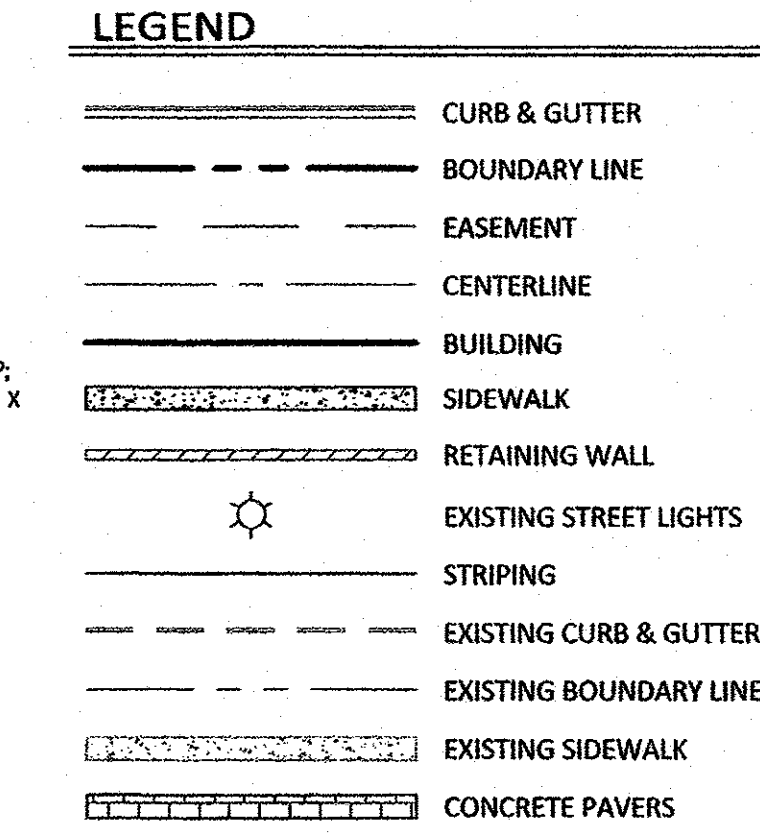 LEGEND
CURB & GUTTER
BOUNDARY LINE
EASEMENT
CENTERLINE
BUILDING
X
SIDEWALK
RETAINING WALL
EXISTING STREET LIGHTS
STRIPING
EXISTING CURB & GUTTER
EXISTING BOUNDARY LINE
EXISTING SIDEWALK
CONCRETE PAVERS